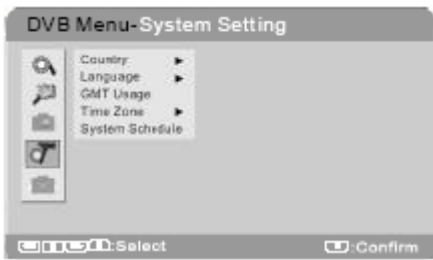 DVB Menu-System Setting
Country
Language
GMT Usage
Time Zone
System Schedule
:Select
:Confirm